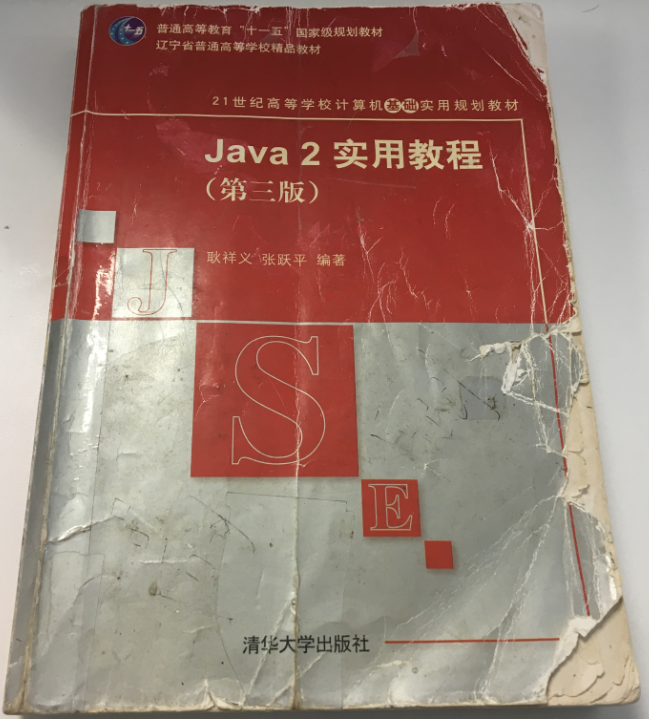 十一五
普通高等教育“十一五”国家级规划教材
辽宁省普通高等学校精品教材
21世纪高等学校计算机基础实用规划教材
Java 2 实用教程
(第三版)
耿祥义 张跃平 编著
J
S
E
清华大学出版社